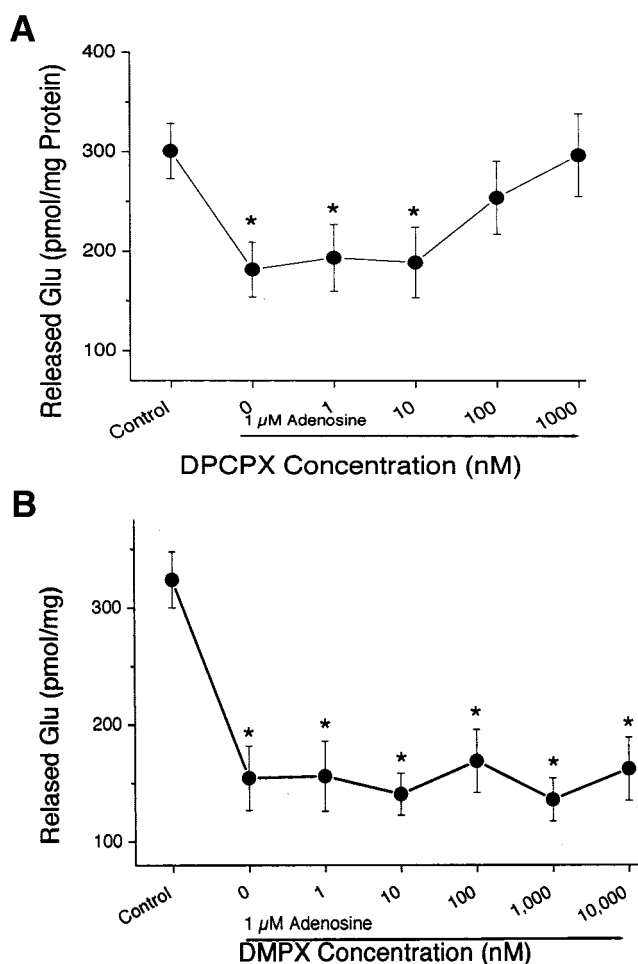 A
Released Glu (pmol/mg Protein)
400
300
200
100
*
*
*
Control
0
1
10
100
1000
1 µM Adenosine
DPCPX Concentration (nM)
B
Relased Glu (pmol/mg)
300
200
100
*
*
*
*
*
*
Control
0
1
10
100
1,000
10,000
1 µM Adenosine
DMPX Concentration (nM)